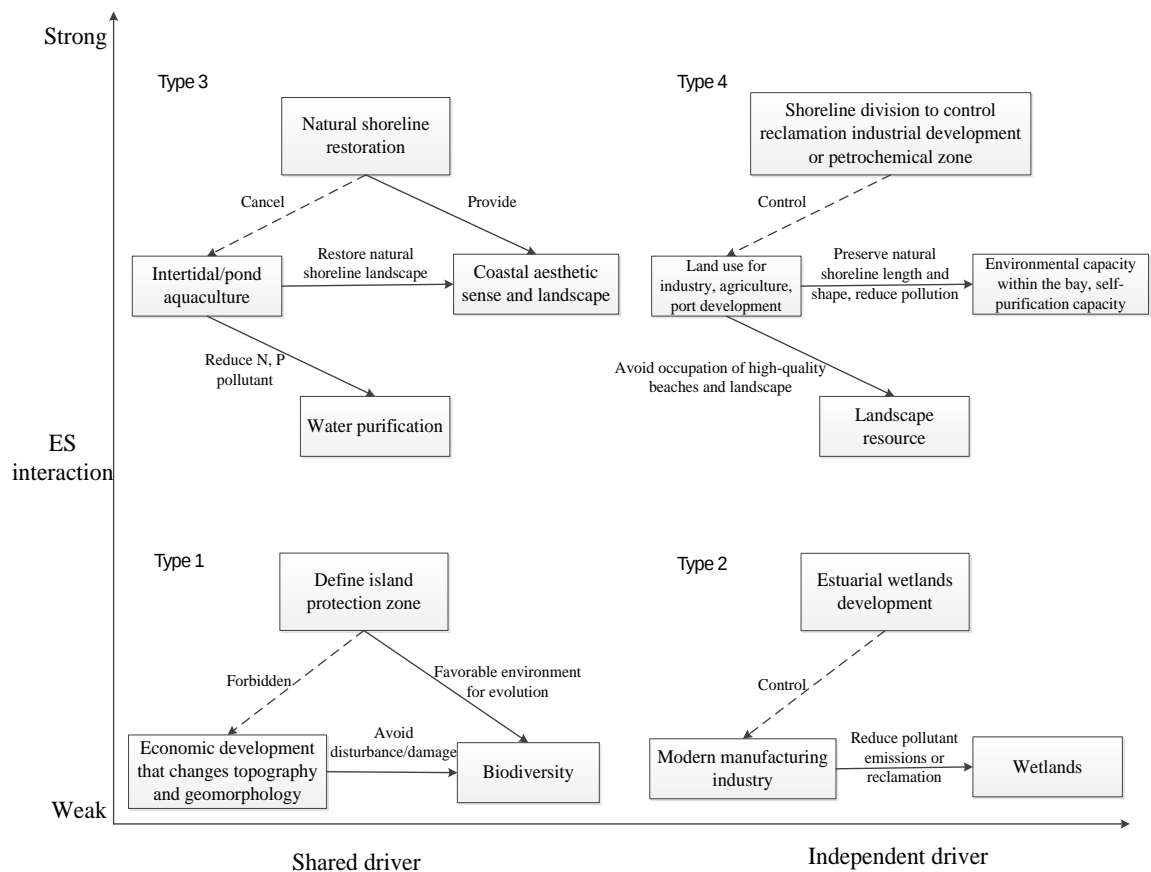 Strong
Type 3
Natural shoreline
restoration
Cancel
Provide
Intertidal/pond
aquaculture
Restore natural
shoreline landscape
Coastal aesthetic
sense and landscape
Reduce N, P
pollutant
Water purification
Type 4
Shoreline division to control
reclamation industrial development
or petrochemical zone
Control
Land use for
industry, agriculture,
port development
Preserve natural
shoreline length and
shape, reduce pollution
Environmental capacity
within the bay, self-
purification capacity
Avoid occupation of high-quality
beaches and landscape
Landscape
resource
ES
interaction
Type 1
Define island
protection zone
Forbidden
Favorable environment
for evolution
Economic development
that changes topography
and geomorphology
Avoid
disturbance/damage
Biodiversity
Type 2
Estuarial wetlands
development
Control
Modern manufacturing
industry
Reduce pollutant
emissions or
reclamation
Wetlands
Weak
Shared driver
Independent driver